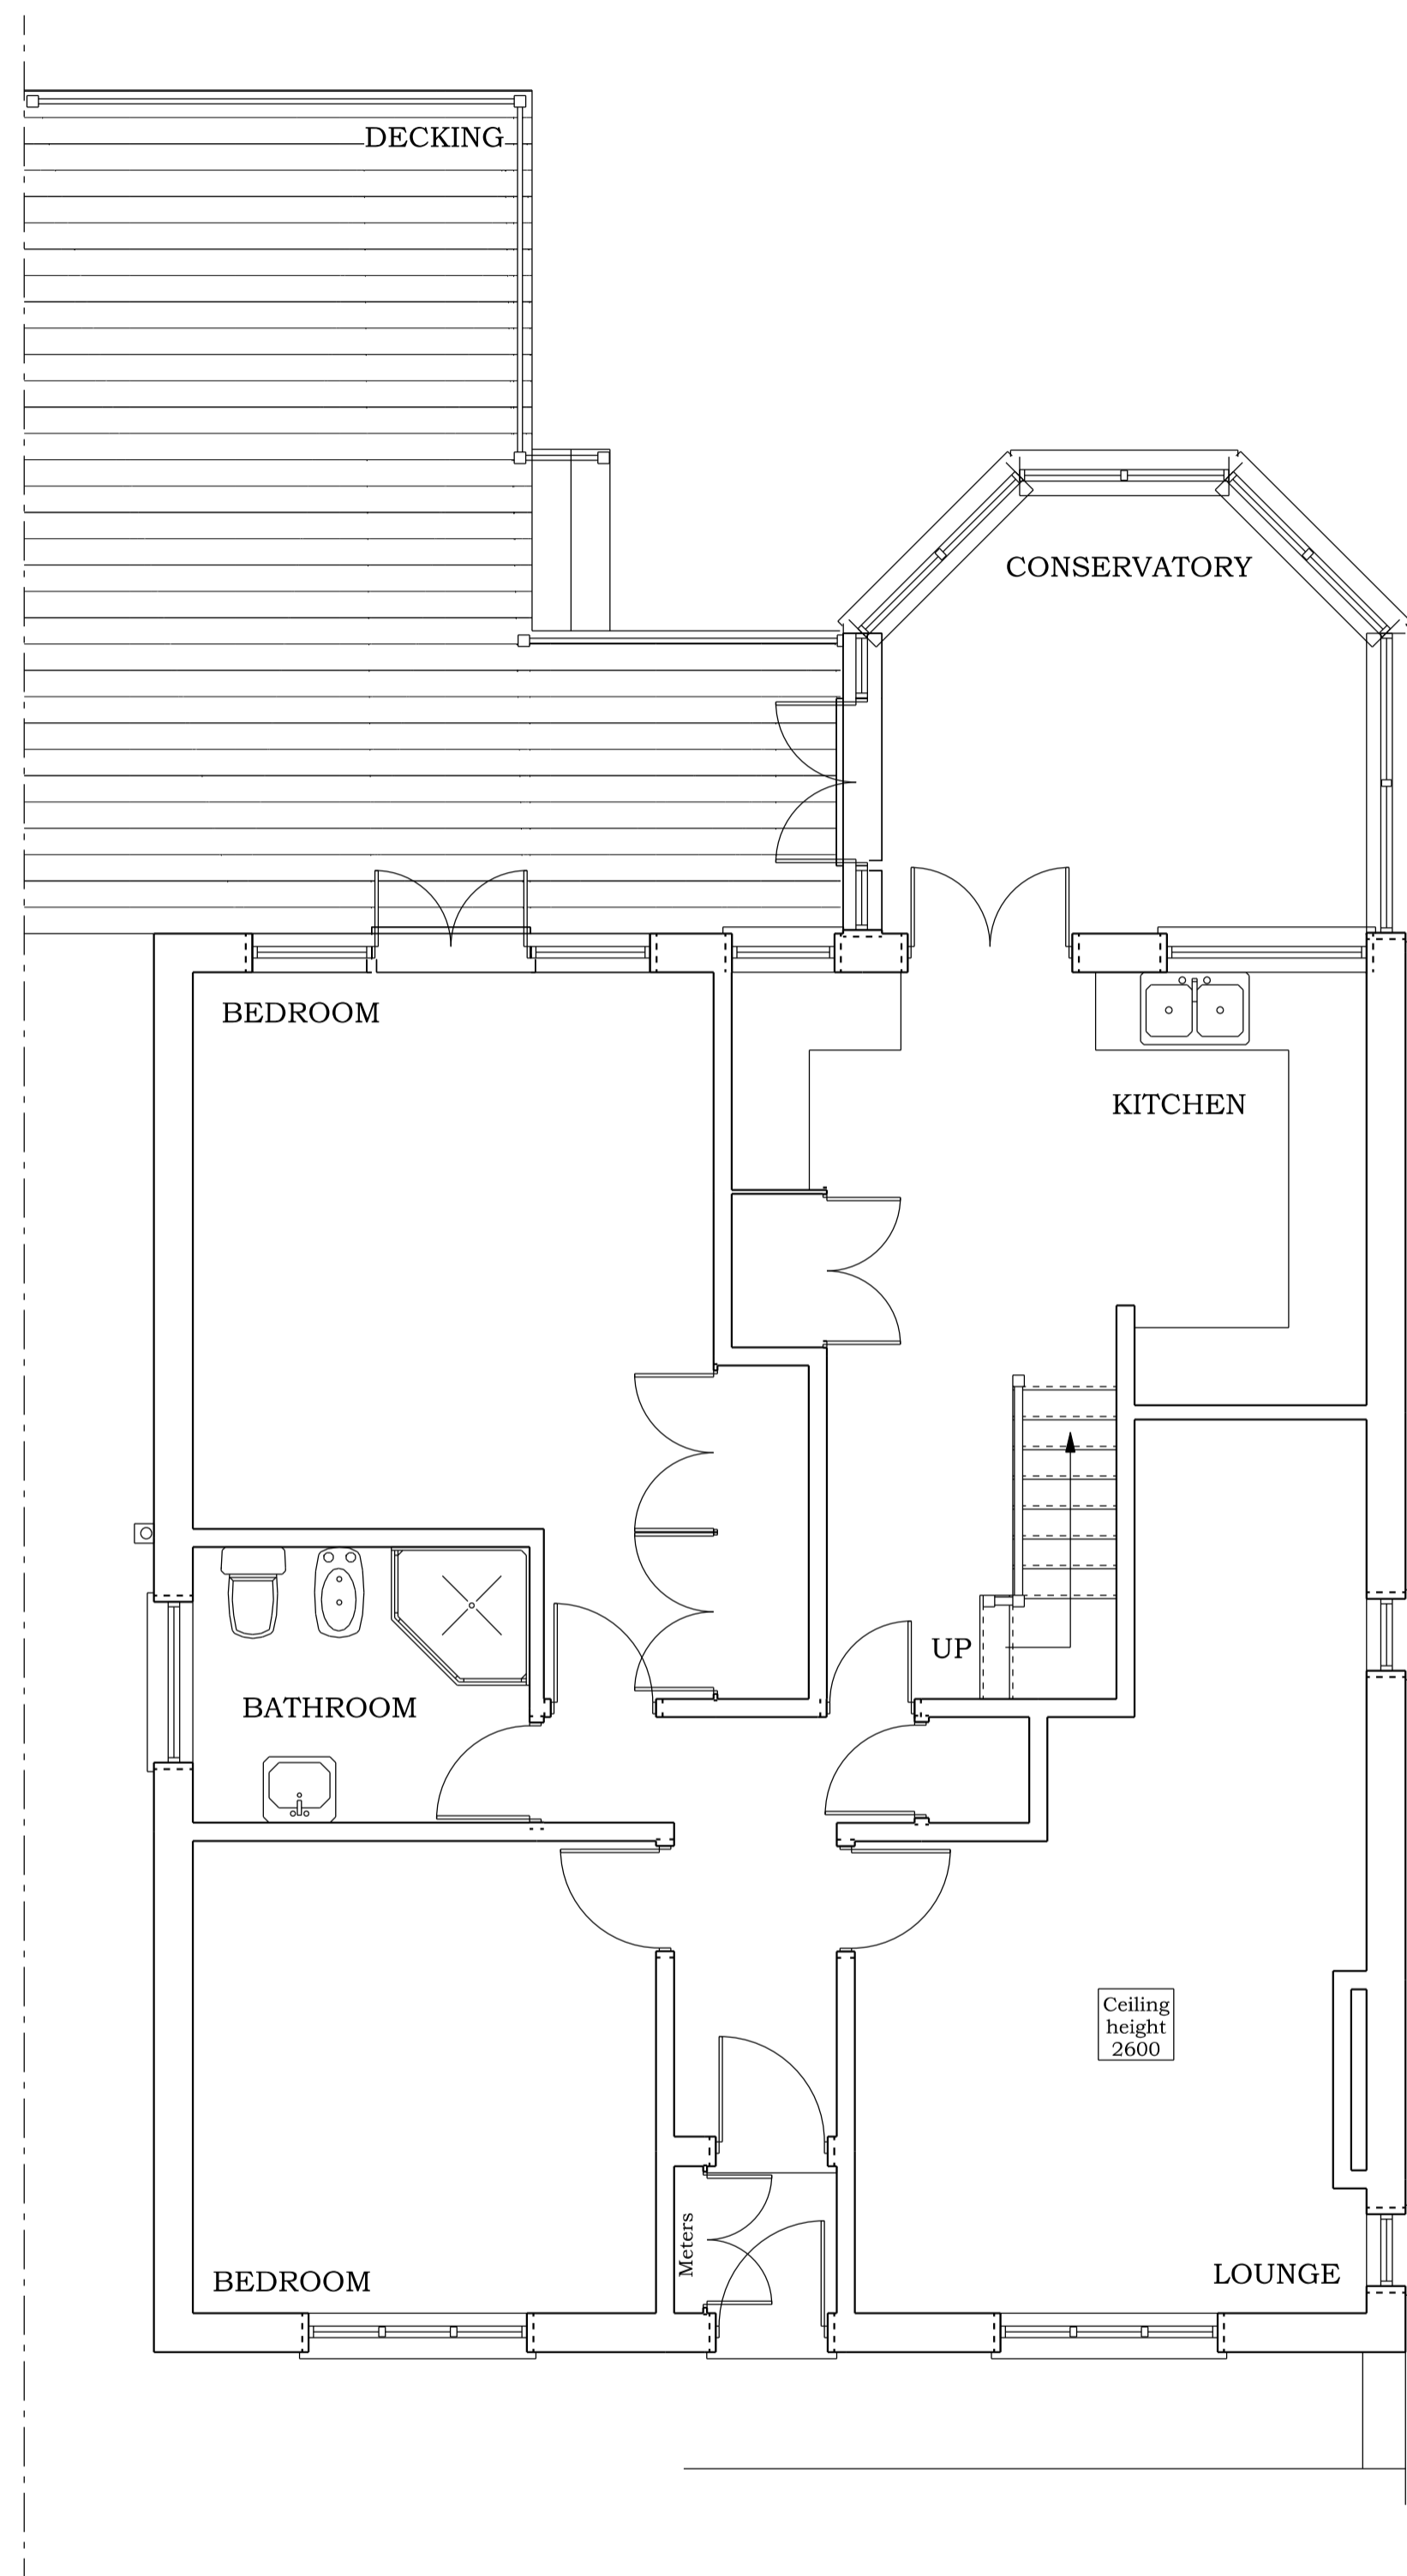 DECKING
CONSERVATORY
BEDROOM
KITCHEN
UP
BATHROOM
Ceiling
height
2600
Meters
BEDROOM
LOUNGE